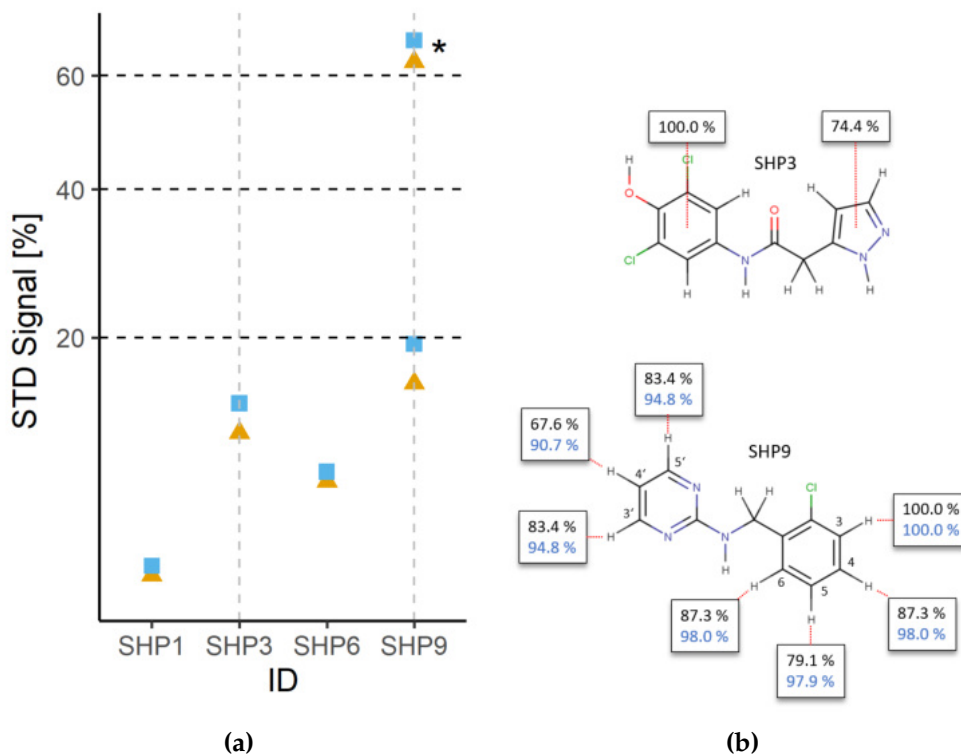 STD Signal [%]
60
40
20
*
SHP1 SHP3 SHP6 SHP9
ID
(a)
100.0 %
74.4 %
SHP3
H
O
Cl
H
O
H
H
Cl
N
N
N
H
H
H
H
H
83.4 %
94.8 %
67.6 %
90.7 %
SHP9
H
5′
H
4′
N
H
H
Cl
83.4 %
94.8 %
3′
H
N
N
H
3
H
100.0 %
100.0 %
4
H
6
5
H
H
87.3 %
98.0 %
87.3 %
98.0 %
79.1 %
97.9 %
(b)